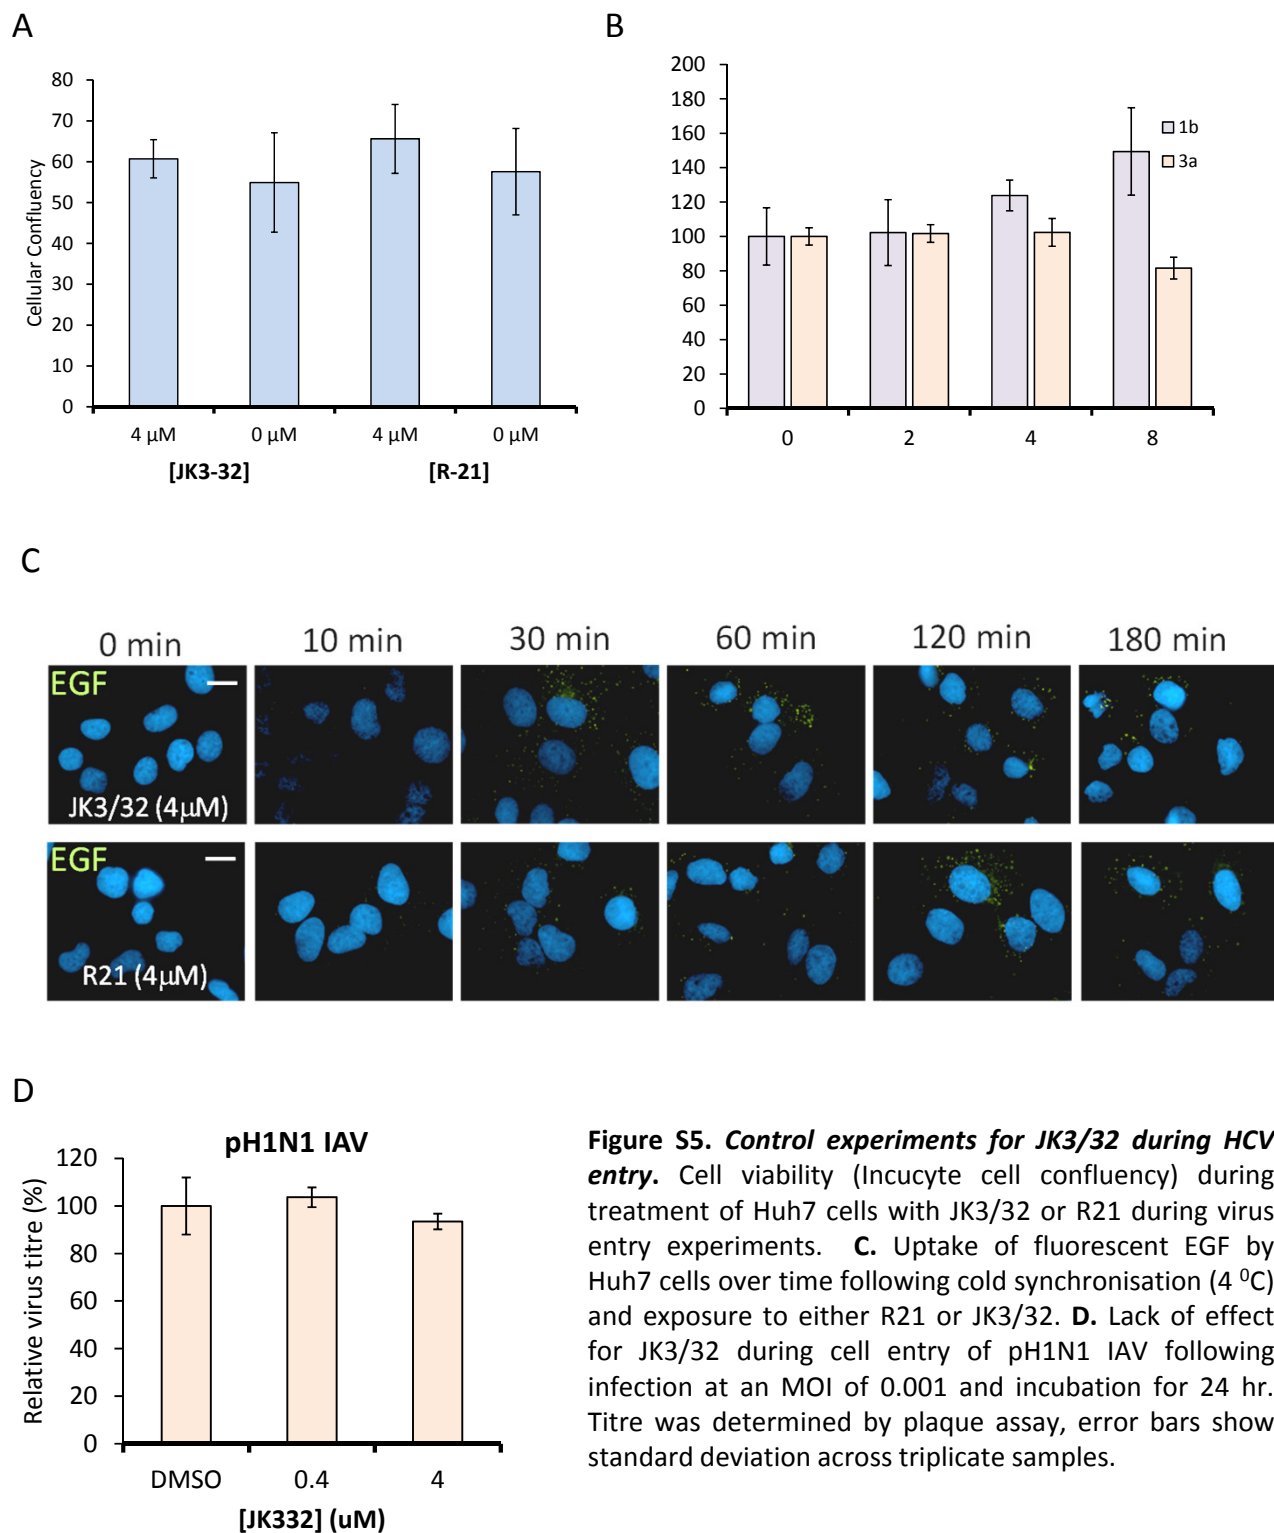 A
80
70
60
50
40
30
20
10
0
Cellular Confluency
4 µM
0 µM
4 µM
0 µM
[JK3-32]
[R-21]
B
200
180
160
140
120
100
80
60
40
20
0
1b
3a
0
2
4
8
C
0 min
10 min
30 min
60 min
120 min
180 min
EGF
JK3/32 (4µM)
EGF
R21 (4µM)
D
pH1N1 IAV
120
100
80
60
40
20
0
Relative virus titre (%)
DMSO
0.4
4
[JK332] (uM)
Figure S5. Control experiments for JK3/32 during HCV
entry. Cell viability (Incucyte cell confluency) during
treatment of Huh7 cells with JK3/32 or R21 during virus
entry experiments. C. Uptake of fluorescent EGF by
Huh7 cells over time following cold synchronisation (4 ⁰C)
and exposure to either R21 or JK3/32. D. Lack of effect
for JK3/32 during cell entry of pH1N1 IAV following
infection at an MOI of 0.001 and incubation for 24 hr.
Titre was determined by plaque assay, error bars show
standard deviation across triplicate samples.